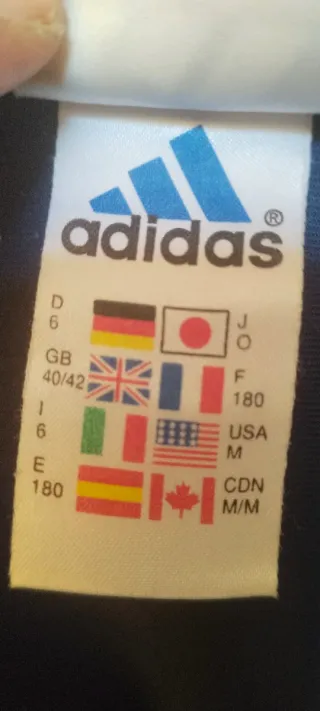 adidas®
D J
6 O
GB F
40/42 180
I USA
6 M
E CDN
180 M/M